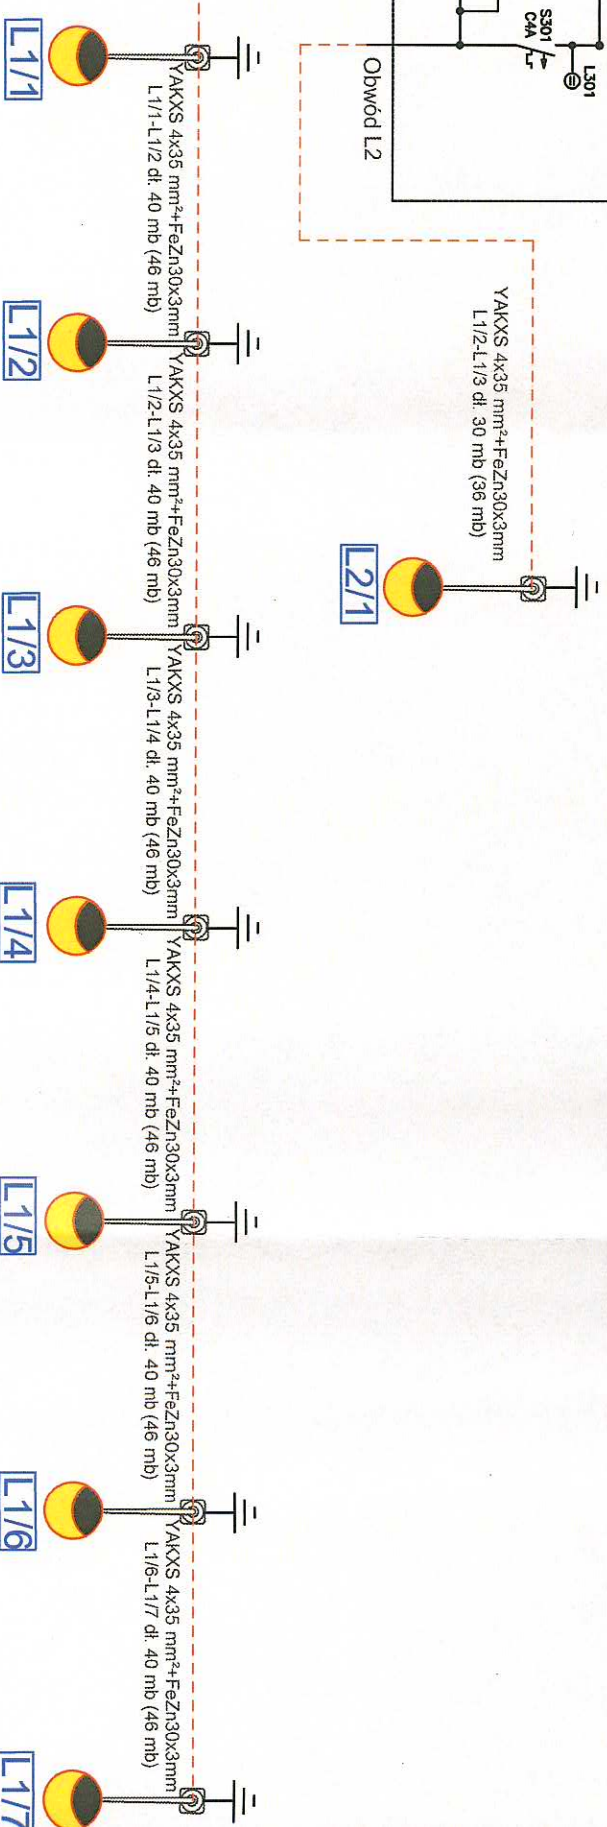 S301
C4A
L301
Obwód L2
YAKXS 4x35 mm²+FeZn30x3mm
L1/2-L1/3 dł. 30 mb (36 mb)
L2/1
YAKXS 4x35 mm²+FeZn30x3mm
L1/1-L1/2 dł. 40 mb (46 mb)
YAKXS 4x35 mm²+FeZn30x3mm
L1/2-L1/3 dł. 40 mb (46 mb)
YAKXS 4x35 mm²+FeZn30x3mm
L1/3-L1/4 dł. 40 mb (46 mb)
YAKXS 4x35 mm²+FeZn30x3mm
L1/4-L1/5 dł. 40 mb (46 mb)
YAKXS 4x35 mm²+FeZn30x3mm
L1/5-L1/6 dł. 40 mb (46 mb)
YAKXS 4x35 mm²+FeZn30x3mm
L1/6-L1/7 dł. 40 mb (46 mb)
L1/1
L1/2
L1/3
L1/4
L1/5
L1/6
L1/7